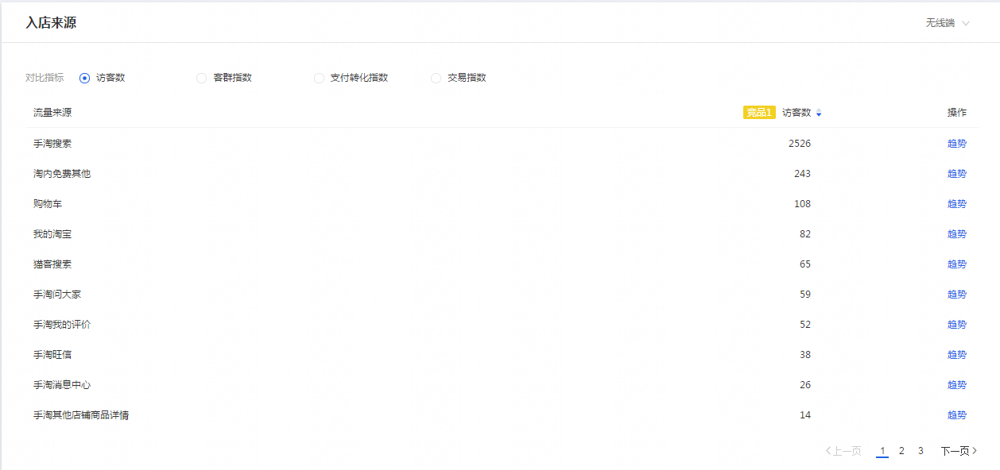 入店来源
无线端
对比指标 访客数 客群指数 支付转化指数 交易指数
流量来源 竞品1 访客数 操作
手淘搜索 2526 趋势
淘内免费其他 243 趋势
购物车 108 趋势
我的淘宝 82 趋势
猫客搜索 65 趋势
手淘问大家 59 趋势
手淘我的评价 52 趋势
手淘旺信 38 趋势
手淘消息中心 26 趋势
手淘其他店铺商品详情 14 趋势
上一页 1 2 3 下一页